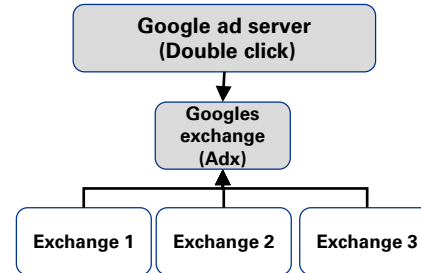 Google ad server
(Double click)
Googles
exchange
(Adx)
Exchange 1
Exchange 2
Exchange 3